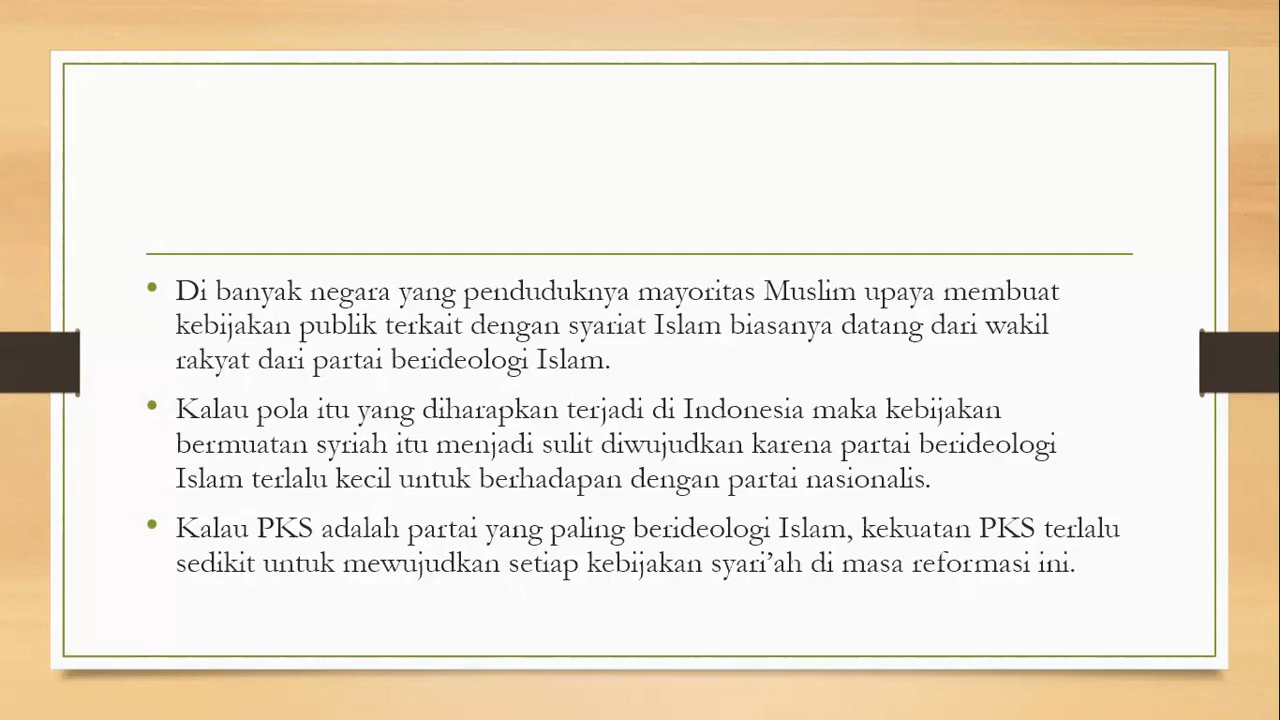 • Di banyak negara yang penduduknya mayoritas Muslim upaya membuat
kebijakan publik terkait dengan syariat Islam biasanya datang dari wakil
rakyat dari partai berideologi Islam.
• Kalau pola itu yang diharapkan terjadi di Indonesia maka kebijakan
bermuatan syriah itu menjadi sulit diwujudkan karena partai berideologi
Islam terlalu kecil untuk berhadapan dengan partai nasionalis.
• Kalau PKS adalah partai yang paling berideologi Islam, kekuatan PKS terlalu
sedikit untuk mewujudkan setiap kebijakan syari’ah di masa reformasi ini.